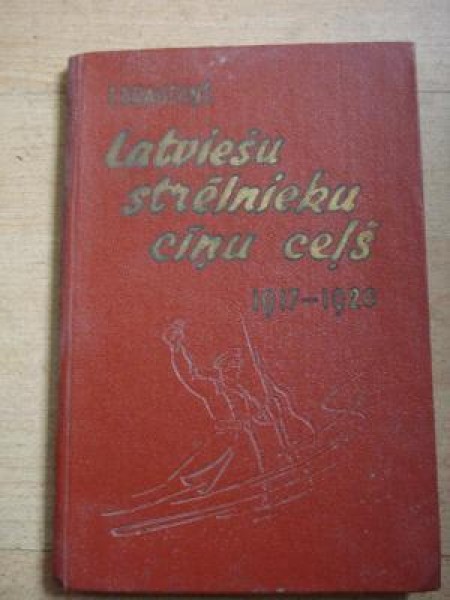 Latviešu
strēlnieku
cīņu ceļš
1917–1920